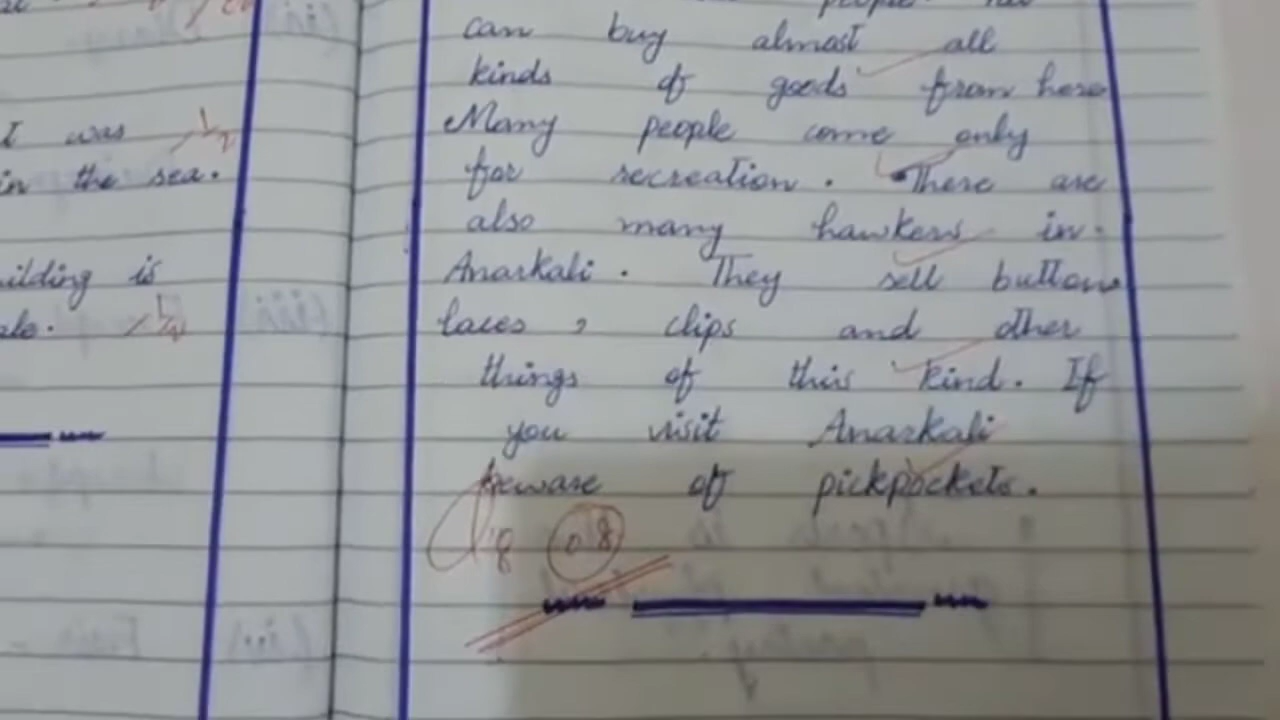 I was
in the sea.
ilding is
can buy almost all
kinds of goods from here
Many people come only
for recreation. There are
also many hawkers in
Anarkali. They sell buttons
laces, clips and other
things of this kind. If
you visit Anarkali
beware of pickpockets.
8 08